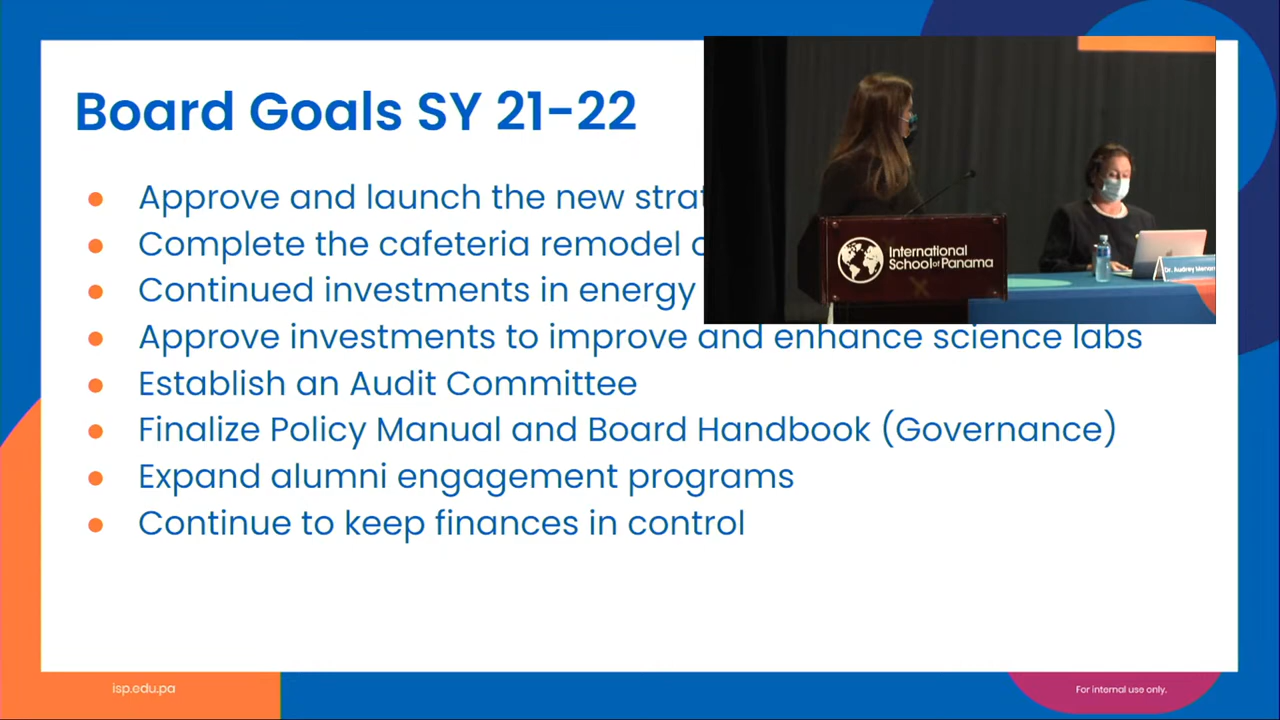 Board Goals SY 21-22
Approve and launch the new
Complete the cafeteria remodel
Continued investments in energy
Approve investments to improve and enhance science labs
Establish an Audit Committee
Finalize Policy Manual and Board Handbook (Governance)
Expand alumni engagement programs
Continue to keep finances in control
International
School of Panama
Dr. Audrey
isp.edu.pa
For internal use only.